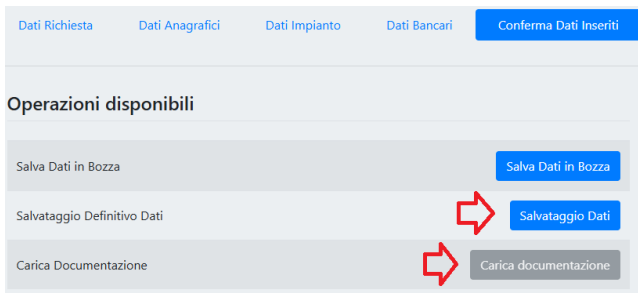 Dati Richiesta Dati Anagrafici Dati Impianto Dati Bancari Conferma Dati Inseriti
Operazioni disponibili
Salva Dati in Bozza Salva Dati in Bozza
Salvataggio Definitivo Dati Salvataggio Dati
Carica Documentazione Carica documentazione